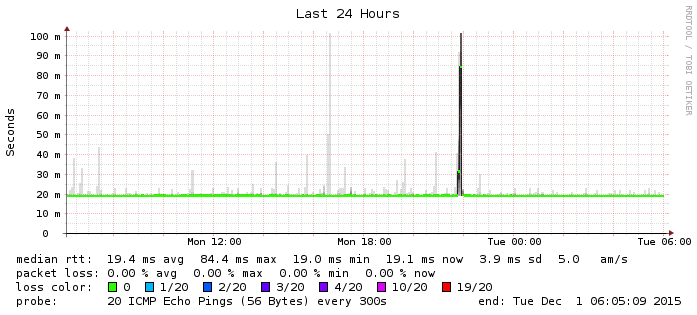 Last 24 Hours
RRDTOOL / TOBI OETIKER
Seconds
100 m
90 m
80 m
70 m
60 m
50 m
40 m
30 m
20 m
10 m
0
Mon 12:00 Mon 18:00 Tue 00:00 Tue 06:00
median rtt: 19.4 ms avg 84.4 ms max 19.0 ms min 19.1 ms now 3.9 ms sd 5.0 am/s
packet loss: 0.00 % avg 0.00 % max 0.00 % min 0.00 % now
loss color: 0 1/20 2/20 3/20 4/20 10/20 19/20
probe: 20 ICMP Echo Pings (56 Bytes) every 300s end: Tue Dec 1 06:05:09 2015